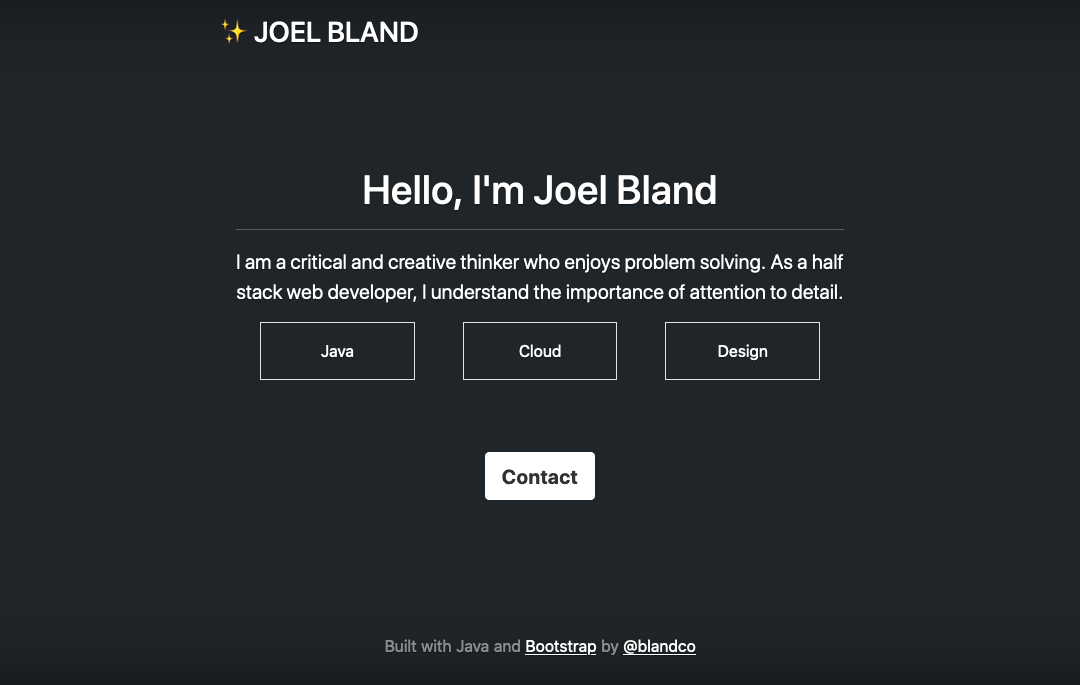 ✨ JOEL BLAND
Hello, I'm Joel Bland
I am a critical and creative thinker who enjoys problem solving. As a half
stack web developer, I understand the importance of attention to detail.
Java
Cloud
Design
Contact
Built with Java and Bootstrap by @blandco